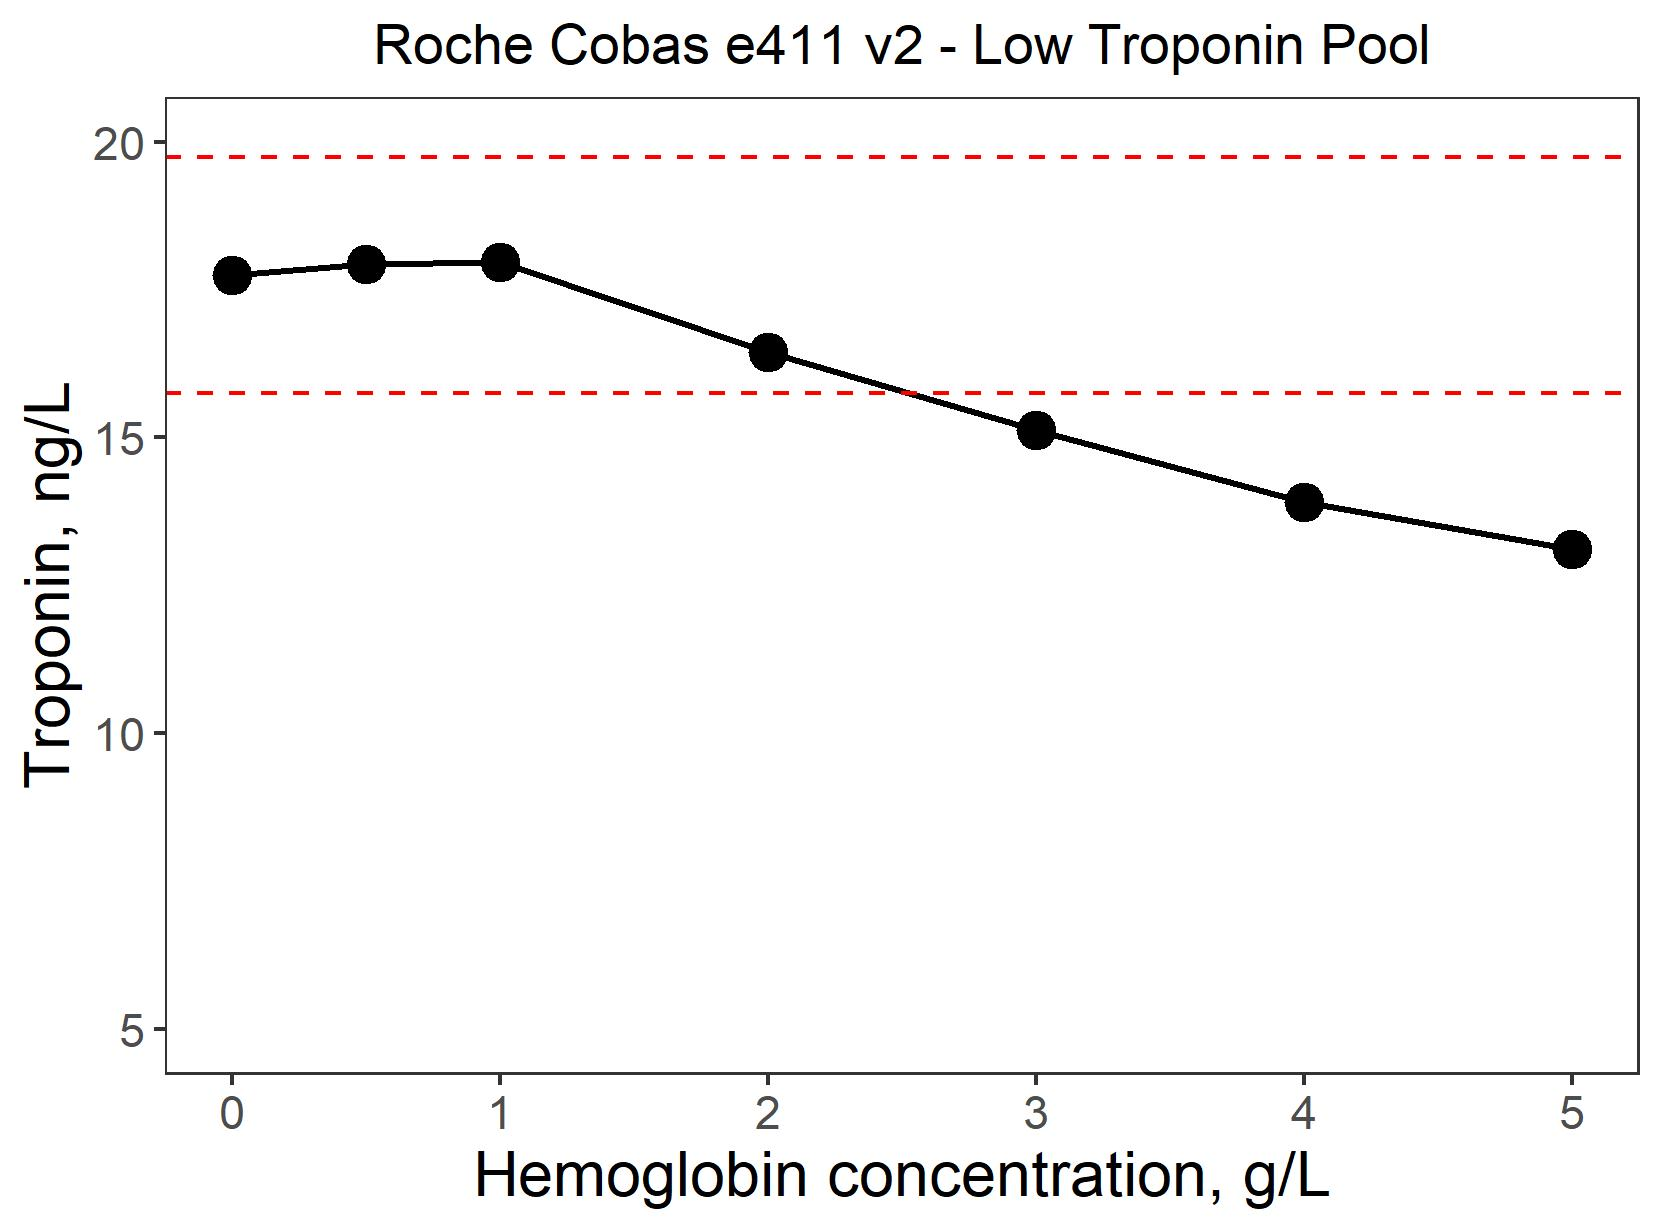 Roche Cobas e411 v2 - Low Troponin Pool
Troponin, ng/L
20
15
10
5
0 1 2 3 4 5
Hemoglobin concentration, g/L